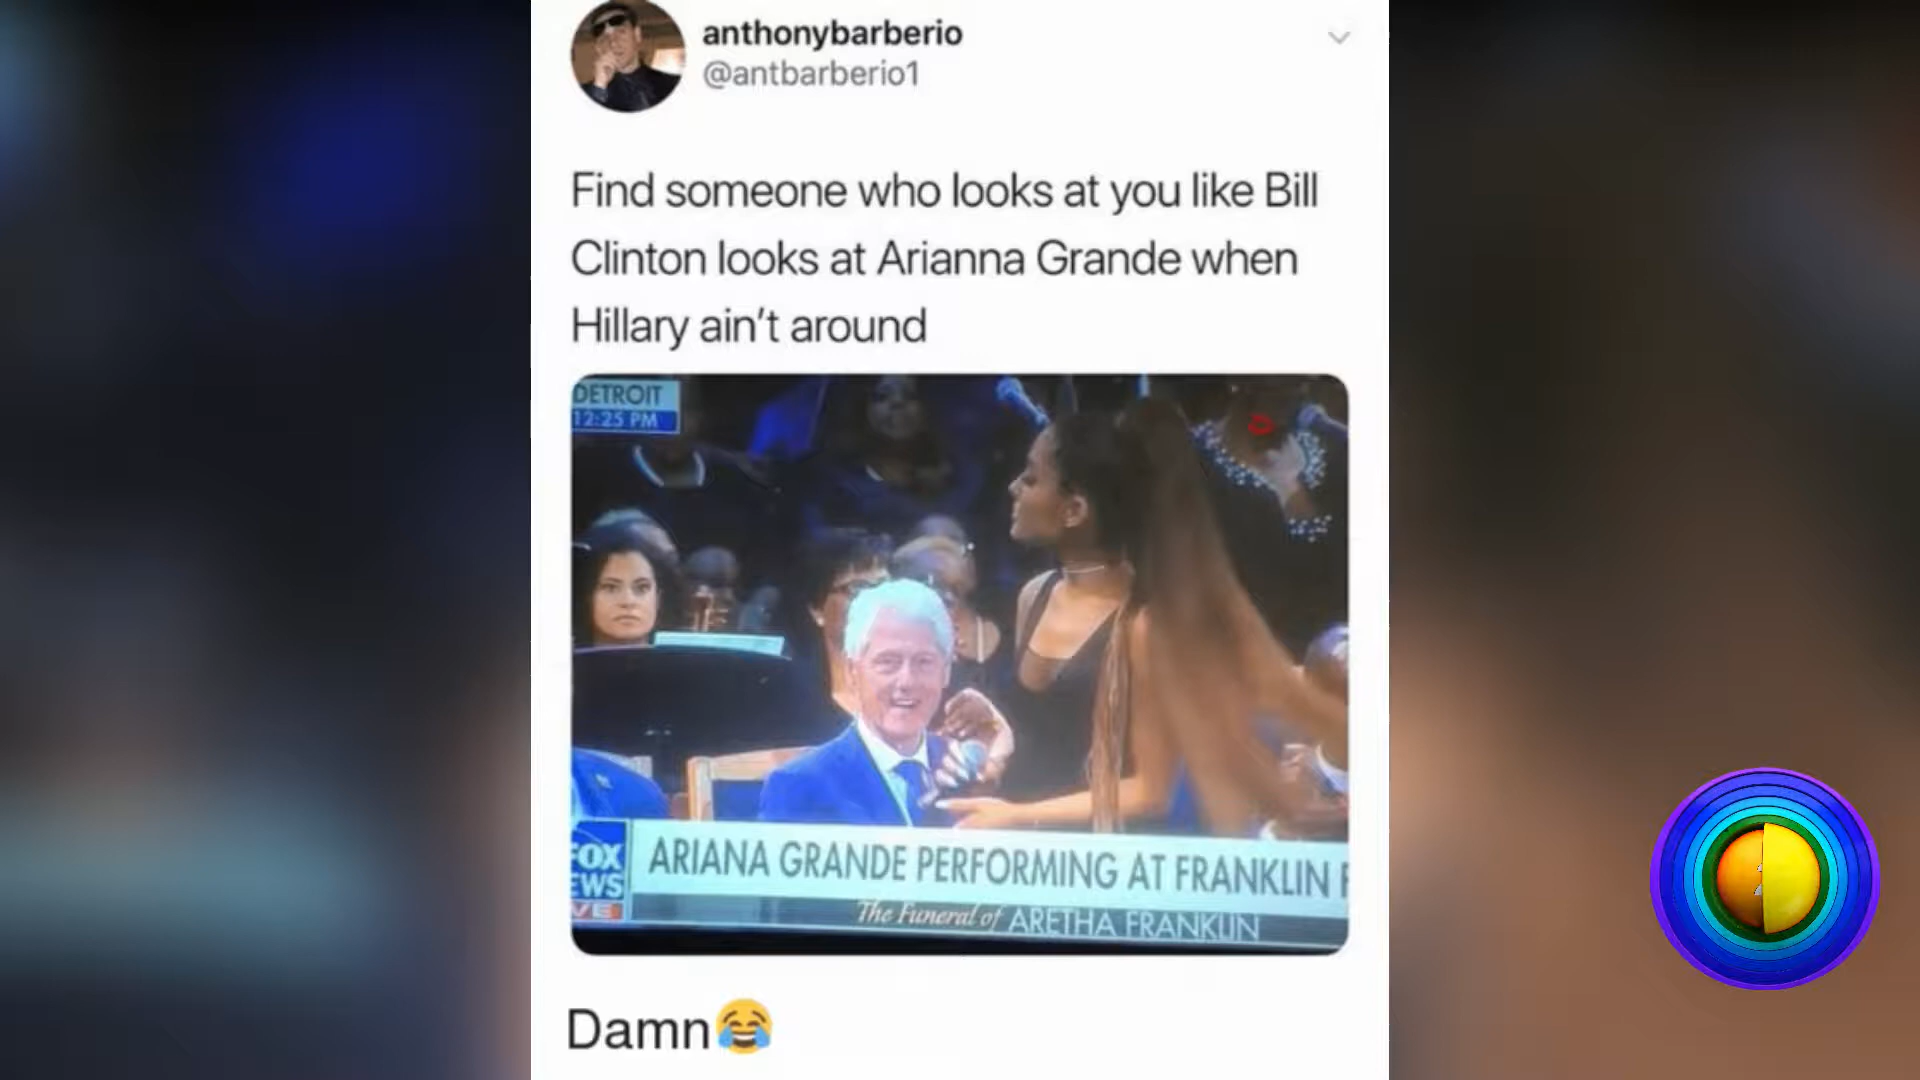 anthonybarberio
@antbarberio1
Find someone who looks at you like Bill
Clinton looks at Arianna Grande when
Hillary ain't around
DETROIT
12:25 PM
FOX
EWS
VE
ARIANA GRANDE PERFORMING AT FRANKLIN F
The Funeral of ARETHA FRANKLIN
Damn😂